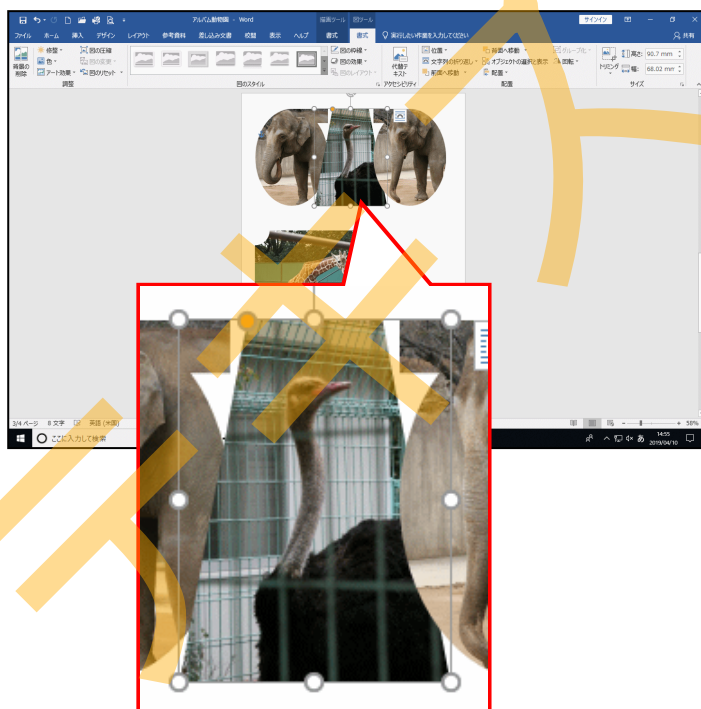 アルバム動物園 - Word
描画ツール 図ツール
サインイン
ファイル ホーム 挿入 デザイン レイアウト 参考資料 差し込み文書 校閲 表示 ヘルプ 書式 書式 実行したい作業を入力してください 共有
背景の削除
修整
色
アート効果
図の圧縮
図の変更
図のリセット
調整
図のスタイル
図の枠線
図の効果
図のレイアウト
代替テキスト
アクセシビリティ
位置
文字列の折り返し
前面へ移動
背面へ移動
オブジェクトの選択と表示
配置
グループ化
回転
配置
トリミング
高さ: 90.7 mm
幅: 68.02 mm
サイズ
3/4 ページ 8 文字 英語 (米国)
58%
ここに入力して検索
あ
14:55
2019/04/10